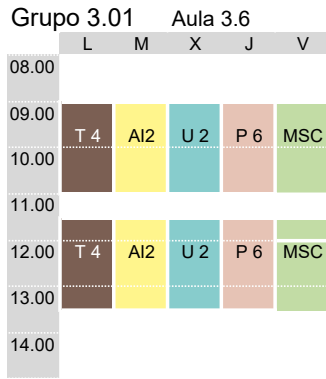 Grupo 3.01 Aula 3.6
L M X J V
08.00
09.00
T 4 AI2 U 2 P 6 MSC
10.00
11.00
12.00 T 4 AI2 U 2 P 6 MSC
13.00
14.00